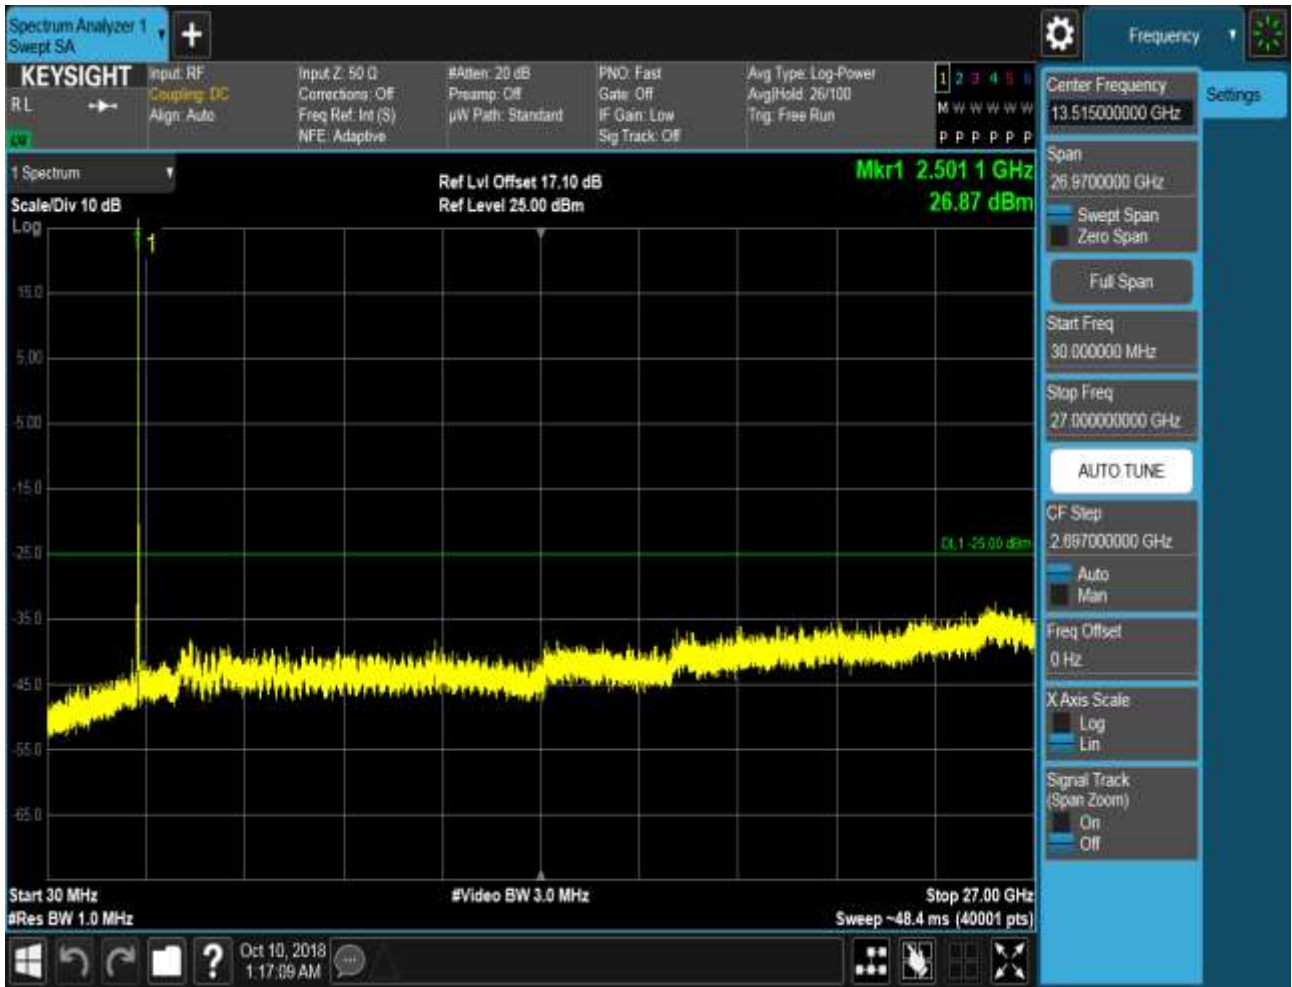 Spectrum Analyzer 1
Swept SA
Frequency
KEYSIGHT
RL
Input: RF
Coupling: DC
Align: Auto
Input Z: 50 Ω
Corrections: Off
Freq Ref: Int (S)
NFE: Adaptive
#Atten: 20 dB
Preamp: Off
µW Path: Standard
PNO: Fast
Gate: Off
IF Gain: Low
Sig Track: Off
Avg Type: Log-Power
Avg|Hold: 26/100
Trig: Free Run
1 2 3 4 5 6
M W W W W W
P P P P P P
Center Frequency
13.515000000 GHz
Settings
1 Spectrum
Ref Lvl Offset 17.10 dB
Mkr1 2.501 1 GHz
Scale/Div 10 dB
Ref Level 25.00 dBm
26.87 dBm
Log
1
15.0
5.00
-5.00
-15.0
-25.0
-35.0
-45.0
-55.0
-65.0
DL1 -25.00 dBm
Span
26.9700000 GHz
Swept Span
Zero Span
Full Span
Start Freq
30.000000 MHz
Stop Freq
27.000000000 GHz
AUTO TUNE
CF Step
2.697000000 GHz
Auto
Man
Freq Offset
0 Hz
X Axis Scale
Log
Lin
Signal Track
(Span Zoom)
On
Off
Start 30 MHz
#Video BW 3.0 MHz
Stop 27.00 GHz
#Res BW 1.0 MHz
Sweep ~48.4 ms (40001 pts)
Oct 10, 2018
1:17:09 AM